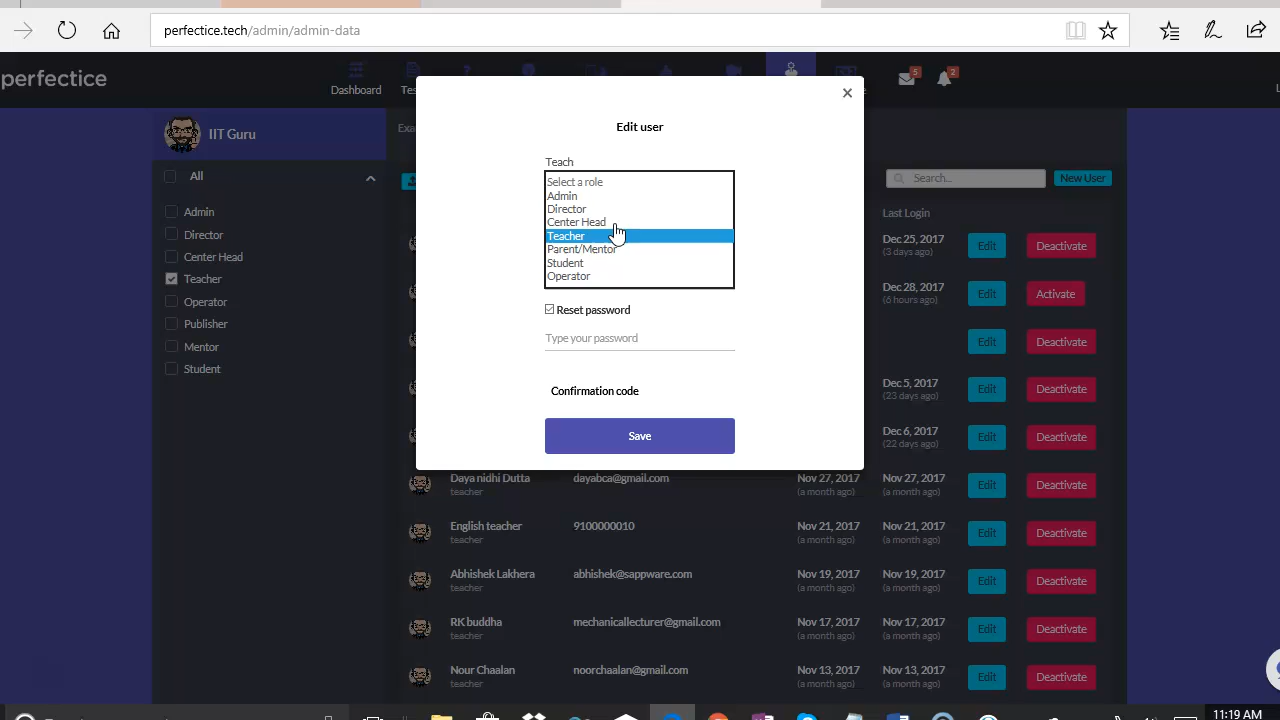 perfectice.tech/admin/admin-data
perfectice
Dashboard
5
2
IIT Guru
All
Admin
Director
Center Head
Teacher
Operator
Publisher
Mentor
Student
Edit user
Teach
Select a role
Admin
Director
Center Head
Teacher
Parent/Mentor
Student
Operator
Reset password
Type your password
Confirmation code
Save
Search...
New User
Last Login
Dec 25, 2017 Edit Deactivate
(3 days ago)
Dec 28, 2017 Edit Activate
(6 hours ago)
Edit Deactivate
Dec 5, 2017 Edit Deactivate
(23 days ago)
Dec 6, 2017 Edit Deactivate
(22 days ago)
Daya nidhi Dutta dayabca@gmail.com Nov 27, 2017 Nov 27, 2017 Edit Deactivate
teacher (a month ago) (a month ago)
English teacher 9100000010 Nov 21, 2017 Nov 21, 2017 Edit Deactivate
teacher (a month ago) (a month ago)
Abhishek Lakhera abhishek@sappware.com Nov 19, 2017 Nov 19, 2017 Edit Deactivate
teacher (a month ago) (a month ago)
RK buddha mechanicallecturer@gmail.com Nov 17, 2017 Nov 17, 2017 Edit Deactivate
teacher (a month ago) (a month ago)
Nour Chaalan noorchaalan@gmail.com Nov 13, 2017 Nov 13, 2017 Edit Deactivate
teacher (a month ago) (a month ago)
11:19 AM